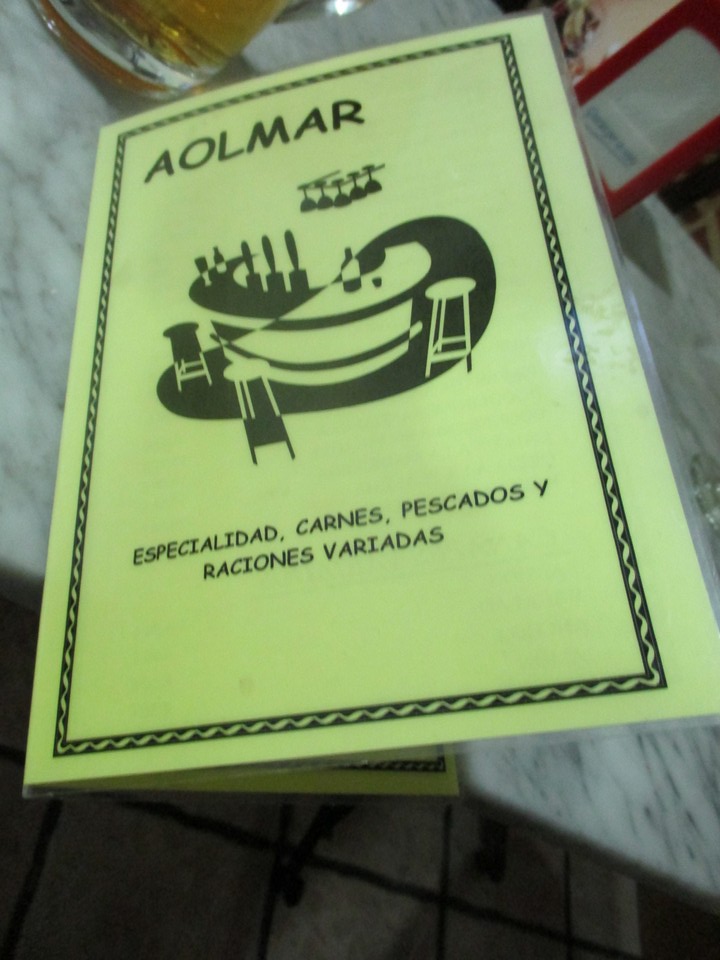 AOLMAR
ESPECIALIDAD, CARNES, PESCADOS Y
RACIONES VARIADAS